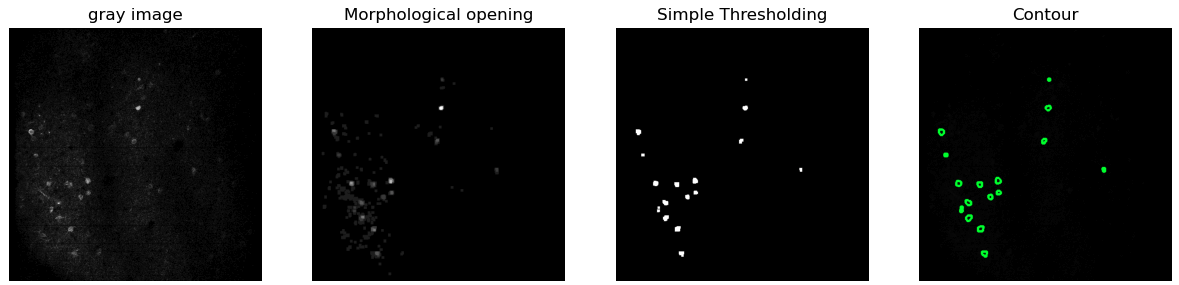 gray image
Morphological opening
Simple Thresholding
Contour